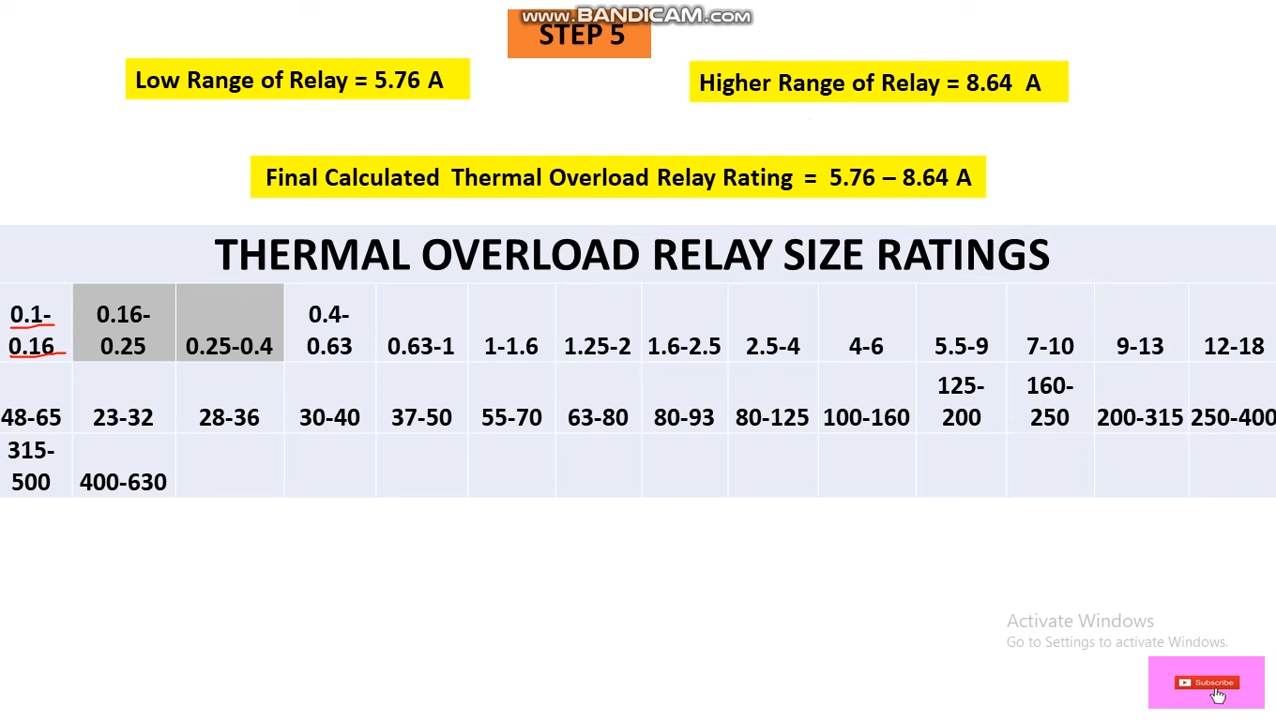 www.BANDICAM.com
STEP 5
Low Range of Relay = 5.76 A
Higher Range of Relay = 8.64 A
Final Calculated Thermal Overload Relay Rating = 5.76 – 8.64 A
THERMAL OVERLOAD RELAY SIZE RATINGS
0.1-0.16 0.16-0.25 0.25-0.4 0.4-0.63 0.63-1 1-1.6 1.25-2 1.6-2.5 2.5-4 4-6 5.5-9 7-10 9-13 12-18
48-65 23-32 28-36 30-40 37-50 55-70 63-80 80-93 80-125 100-160 125-200 160-250 200-315 250-400
315-500 400-630
Activate Windows
Go to Settings to activate Windows.
Subscribe